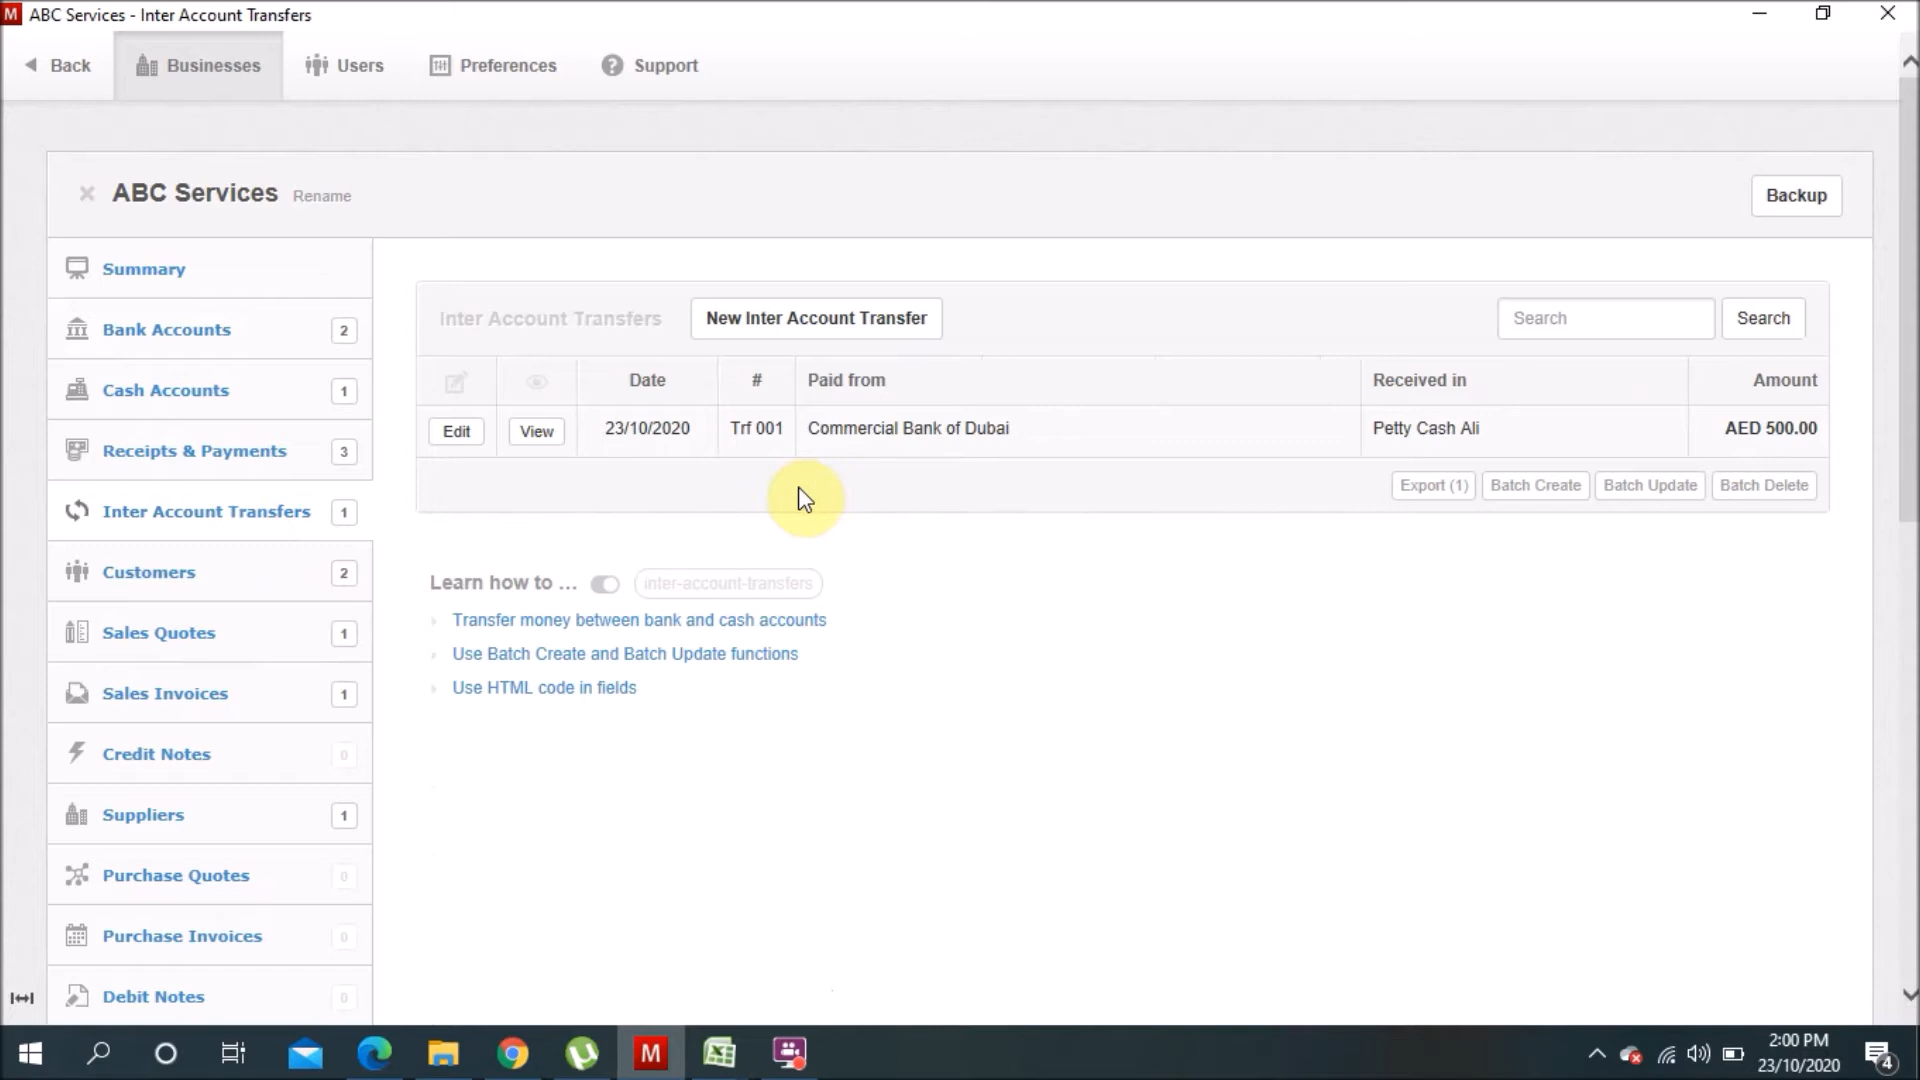 M ABC Services - Inter Account Transfers
Back Businesses Users Preferences ? Support
× ABC Services Rename Backup
Summary
Bank Accounts 2
Cash Accounts 1
Receipts & Payments 3
Inter Account Transfers 1
Customers 2
Sales Quotes 1
Sales Invoices 1
Credit Notes 0
Suppliers 1
Purchase Quotes 0
Purchase Invoices 0
Debit Notes 0
Inter Account Transfers New Inter Account Transfer Search Search
Date # Paid from Received in Amount
Edit View 23/10/2020 Trf 001 Commercial Bank of Dubai Petty Cash Ali AED 500.00
Export (1) Batch Create Batch Update Batch Delete
Learn how to ... inter-account-transfers
Transfer money between bank and cash accounts
Use Batch Create and Batch Update functions
Use HTML code in fields
M
2:00 PM
23/10/2020
4